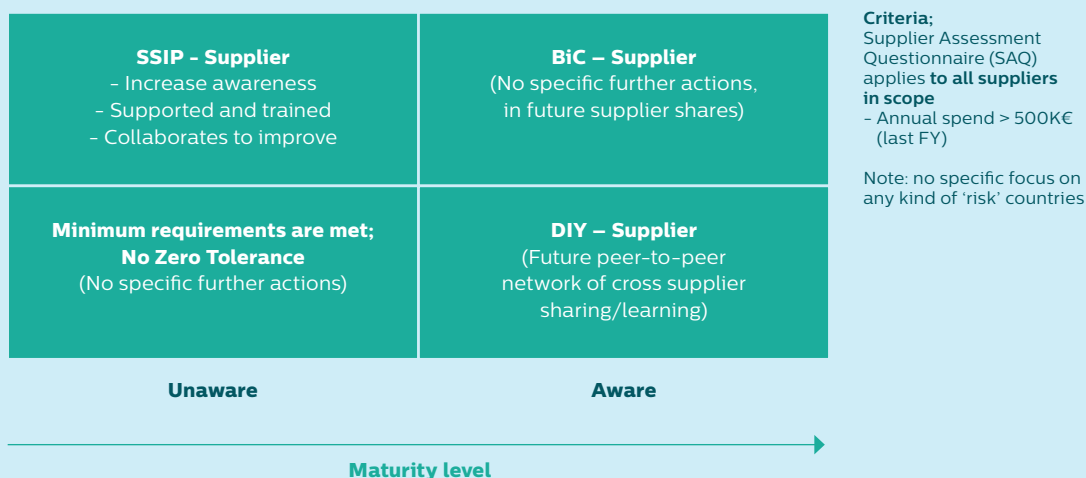 SSIP - Supplier
- Increase awareness
- Supported and trained
- Collaborates to improve
BiC – Supplier
(No specific further actions,
in future supplier shares)
Minimum requirements are met;
No Zero Tolerance
(No specific further actions)
DIY – Supplier
(Future peer-to-peer
network of cross supplier
sharing/learning)
Unaware
Aware
Maturity level
Criteria;
Supplier Assessment
Questionnaire (SAQ)
applies to all suppliers
in scope
- Annual spend > 500K€
(last FY)
Note: no specific focus on
any kind of ‘risk’ countries